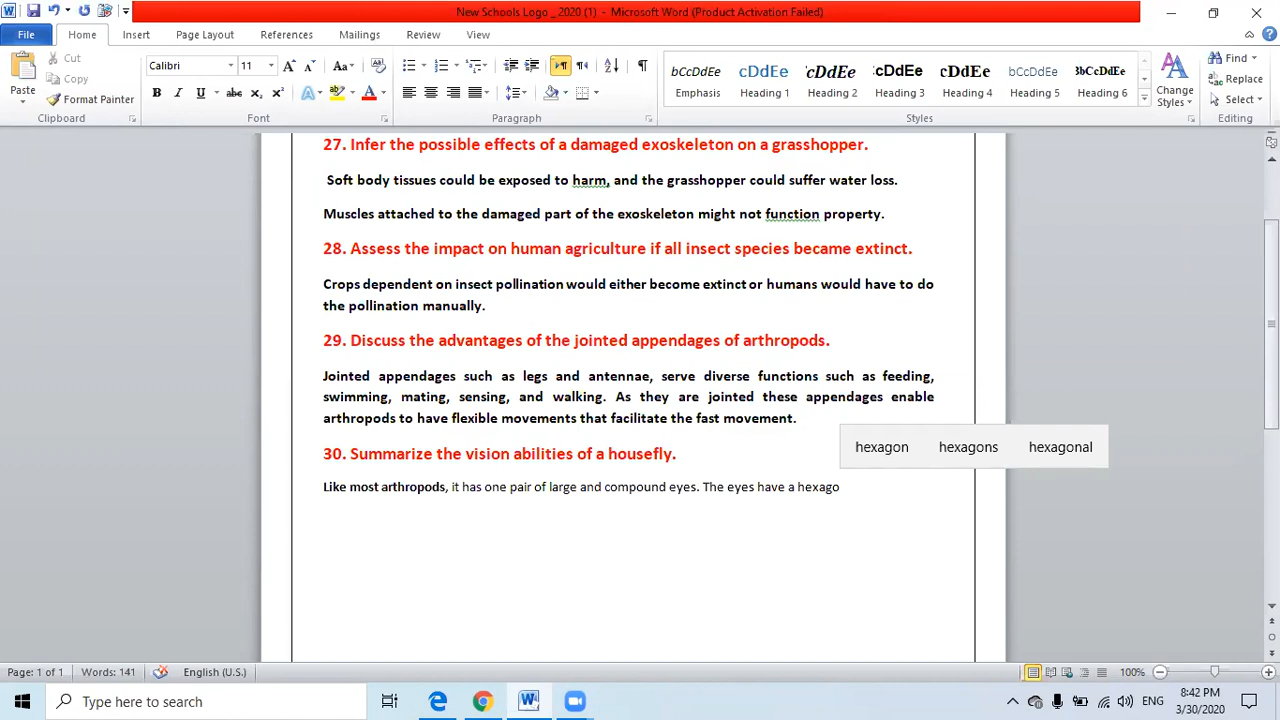 New Schools Logo _ 2020 (1) - Microsoft Word (Product Activation Failed)
File Home Insert Page Layout References Mailings Review View
Cut
Copy
Format Painter
Paste
Clipboard
Calibri 11
Font
Paragraph
bCcDdEe cDdEe cCcDdEe cDdEe cDdEe bCcDdEe bCcDdEe
Emphasis Heading 1 Heading 2 Heading 3 Heading 4 Heading 5 Heading 6
Styles
Change Styles
Find
Replace
Select
Editing
27. Infer the possible effects of a damaged exoskeleton on a grasshopper.
Soft body tissues could be exposed to harm, and the grasshopper could suffer water loss.
Muscles attached to the damaged part of the exoskeleton might not function property.
28. Assess the impact on human agriculture if all insect species became extinct.
Crops dependent on insect pollination would either become extinct or humans would have to do
the pollination manually.
29. Discuss the advantages of the jointed appendages of arthropods.
Jointed appendages such as legs and antennae, serve diverse functions such as feeding,
swimming, mating, sensing, and walking. As they are jointed these appendages enable
arthropods to have flexible movements that facilitate the fast movement.
hexagon hexagons hexagonal
30. Summarize the vision abilities of a housefly.
Like most arthropods, it has one pair of large and compound eyes. The eyes have a hexago
Page: 1 of 1 Words: 141 English (U.S.) 100%
Type here to search
ENG
8:42 PM
3/30/2020